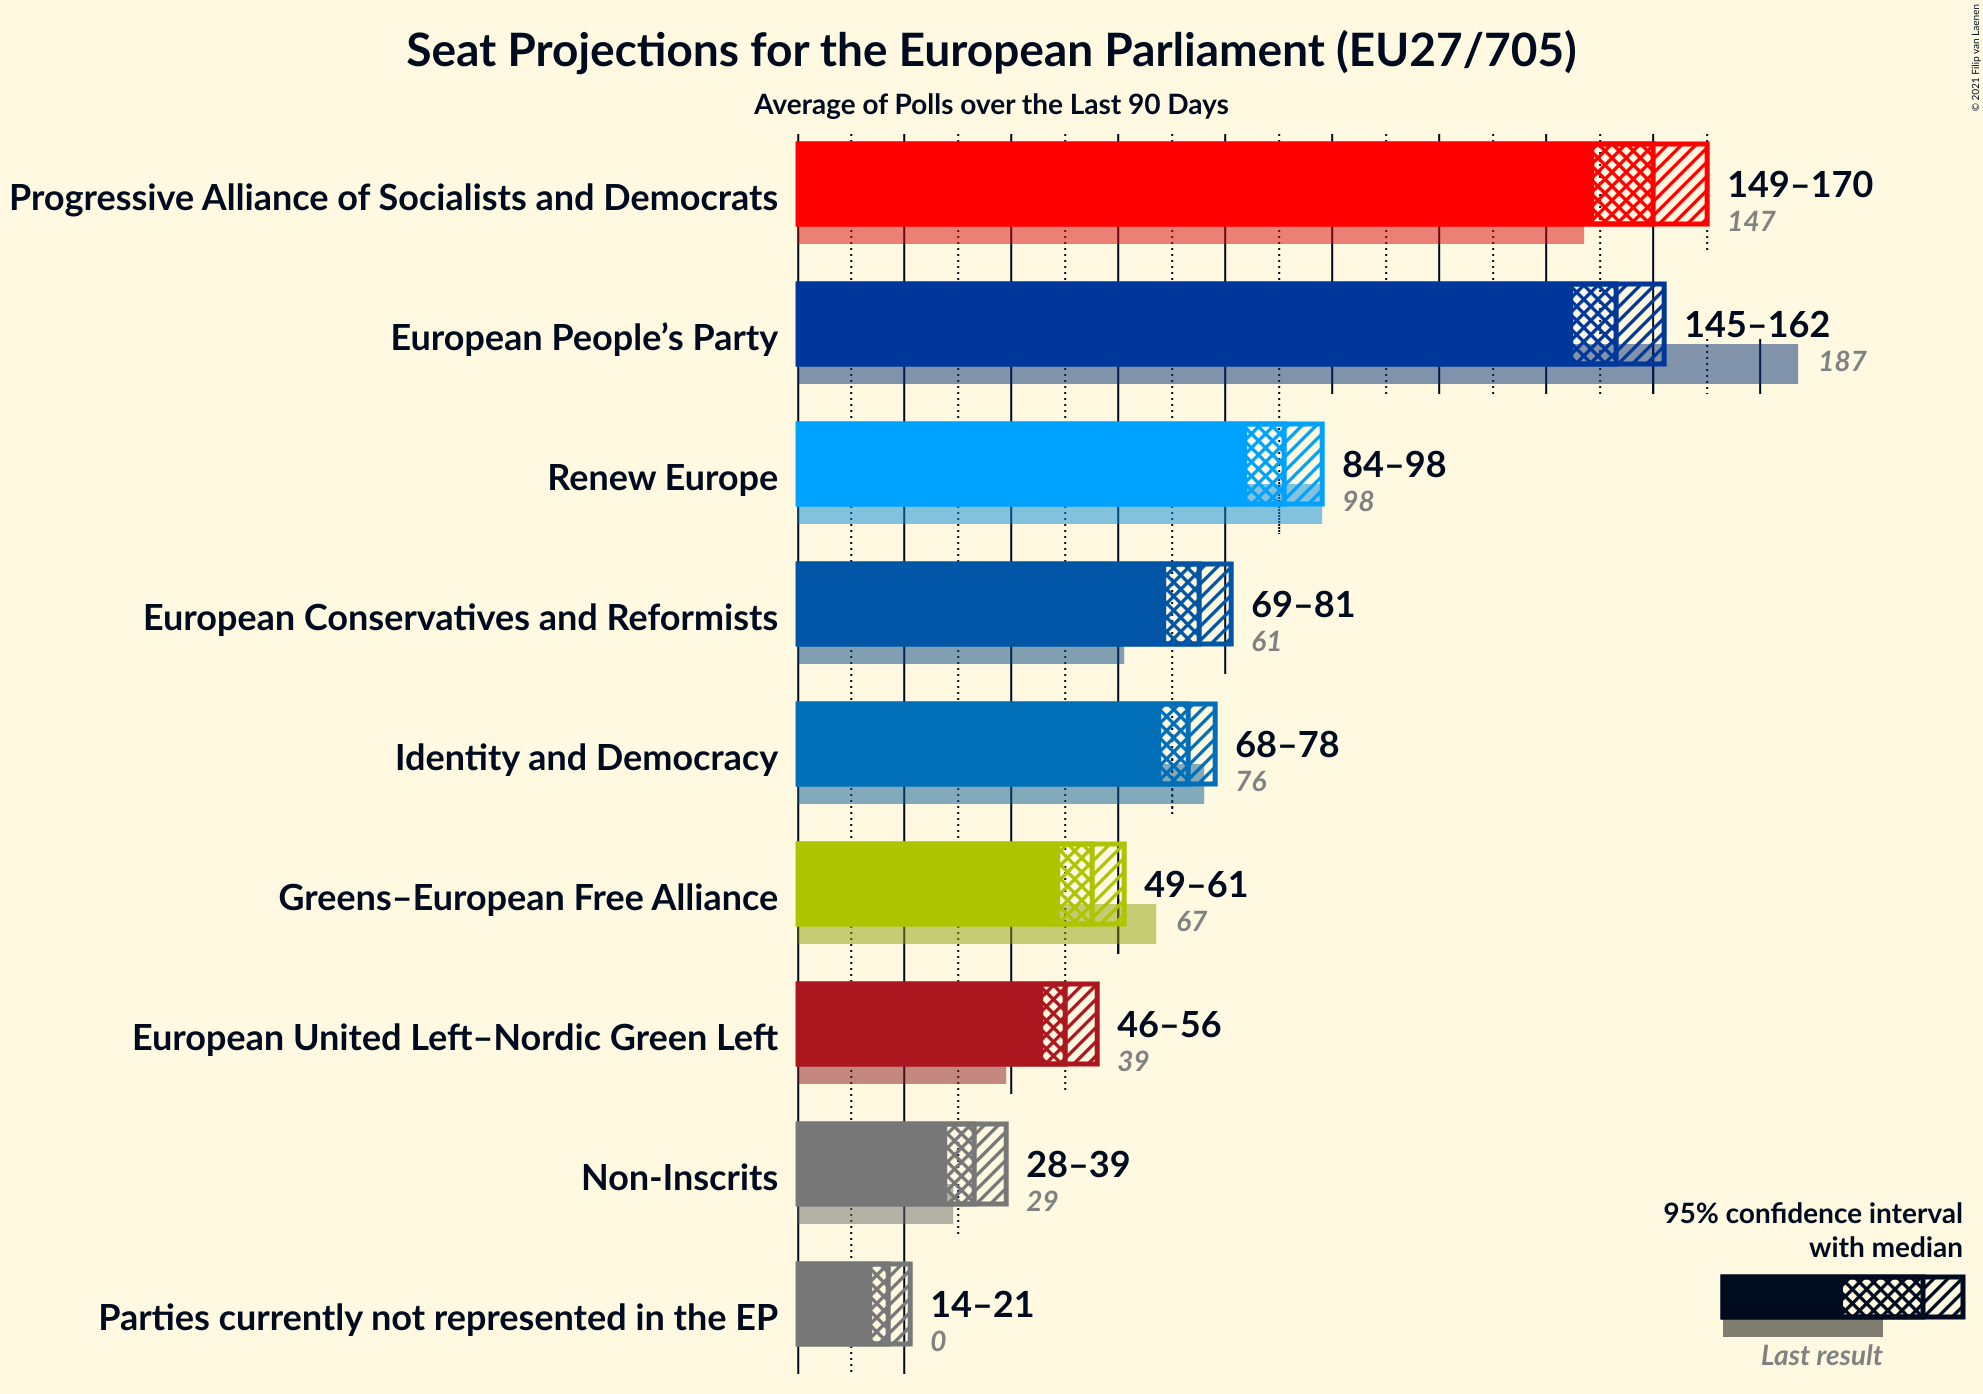 Seat Projections for the European Parliament (EU27/705)
Average of Polls over the Last 90 Days
© 2021 Filip van Laenen
Progressive Alliance of Socialists and Democrats
149–170
147
European People’s Party
145–162
187
Renew Europe
84–98
98
European Conservatives and Reformists
69–81
61
Identity and Democracy
68–78
76
Greens–European Free Alliance
49–61
67
European United Left–Nordic Green Left
46–56
39
Non-Inscrits
28–39
29
Parties currently not represented in the EP
14–21
0
95% confidence interval
with median
Last result